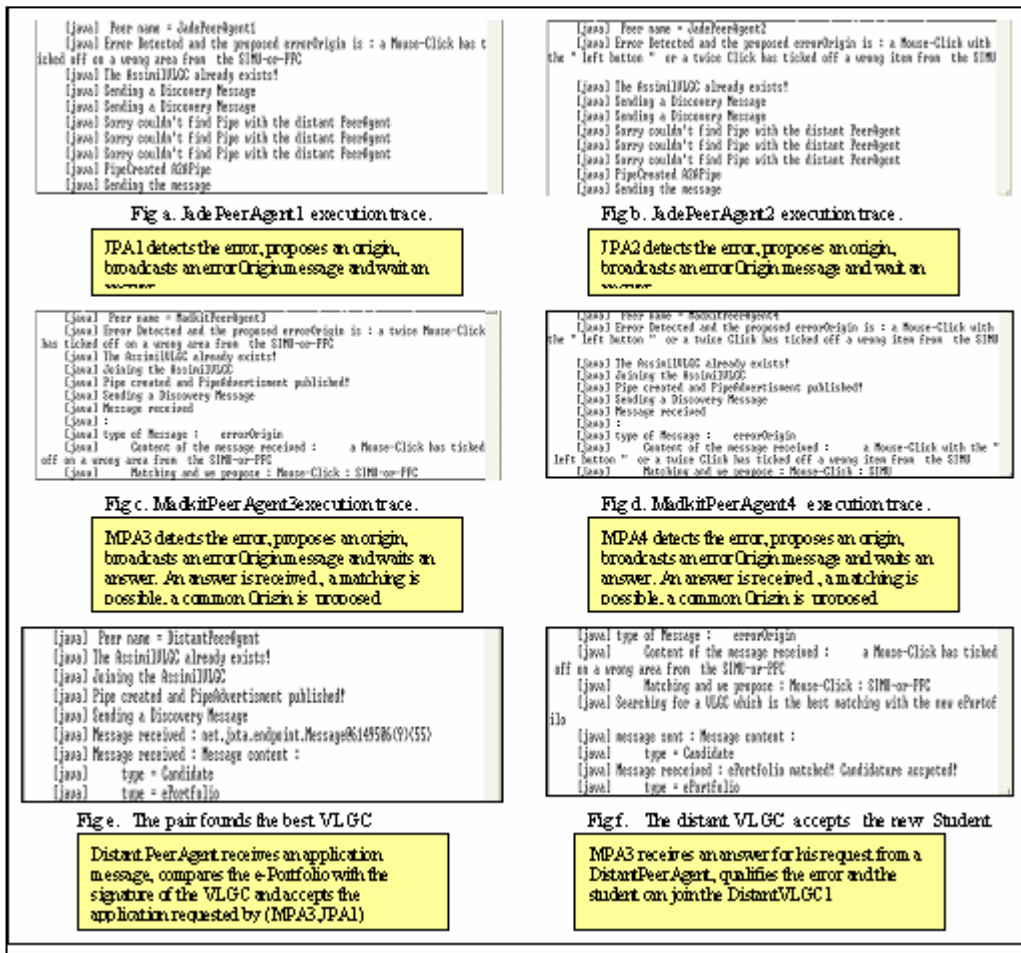 [java] Peer name = JadePeerAgent1
[java] Error Detected and the proposed errorOrigin is : a Mouse-Click has t
icked off on a wrong area from the SIMU-or-PFC
[java] The AssimilVLGC already exists!
[java] Sending a Discovery Message
[java] Sending a Discovery Message
[java] Sorry couldn't find Pipe with the distant PeerAgent
[java] Sorry couldn't find Pipe with the distant PeerAgent
[java] Sorry couldn't find Pipe with the distant PeerAgent
[java] PipeCreated A2APipe
[java] Sending the message
Fig a. JadePeerAgent1 execution trace.
JPA1 detects the error, proposes an origin,
broadcasts an errorOrigin message and wait an
[java] Peer name = JadePeerAgent2
[java] Error Detected and the proposed errorOrigin is : a Mouse-Click with
the " left button " or a twice Click has ticked off a wrong item from the SIMU
[java] The AssimilVLGC already exists!
[java] Sending a Discovery Message
[java] Sending a Discovery Message
[java] Sorry couldn't find Pipe with the distant PeerAgent
[java] Sorry couldn't find Pipe with the distant PeerAgent
[java] Sorry couldn't find Pipe with the distant PeerAgent
[java] PipeCreated A2APipe
[java] Sending the message
Fig b. JadePeerAgent2 execution trace.
JPA2 detects the error, proposes an origin,
broadcasts an errorOrigin message and wait an
[java] Peer name = MadkitPeerAgent3
[java] Error Detected and the proposed errorOrigin is : a twice Mouse-Click
has ticked off on a wrong area from the SIMU-or-PFC
[java] The AssimilVLGC already exists!
[java] Joining the AssimilVLGC
[java] Pipe created and PipeAdvertisment published!
[java] Sending a Discovery Message
[java] Message received
[java] :
[java] type of Message : errorOrigin
[java] Content of the message received : a Mouse-Click has ticked
off on a wrong area from the SIMU-or-PFC
[java] Matching and we propose : Mouse-Click : SIMU-or-PFC
Fig c. MadkitPeerAgent3 execution trace.
MPA3 detects the error, proposes an origin,
broadcasts an errorOrigin message and waits an
answer. An answer is received , a matching is
possible, a common Origin is proposed
[java] Peer name = MadkitPeerAgent4
[java] Error Detected and the proposed errorOrigin is : a Mouse-Click with
the " left button " or a twice Click has ticked off a wrong item from the SIMU
[java] The AssimilVLGC already exists!
[java] Joining the AssimilVLGC
[java] Pipe created and PipeAdvertisment published!
[java] Sending a Discovery Message
[java] Message received
[java] :
[java] type of Message : errorOrigin
[java] Content of the message received : a Mouse-Click with the "
left button " or a twice Click has ticked off a wrong item from the SIMU
[java] Matching and we propose : Mouse-Click : SIMU
Fig d. MadkitPeerAgent4 execution trace.
MPA4 detects the error, proposes an origin,
broadcasts an errorOrigin message and waits an
answer. An answer is received , a matching is
possible, a common Origin is proposed
[java] Peer name = DistantPeerAgent
[java] The AssimilVLGC already exists!
[java] Joining the AssimilVLGC
[java] Pipe created and PipeAdvertisment published!
[java] Sending a Discovery Message
[java] Message received : net.jxta.endpoint.Message@6149506(9){55}
[java] Message received : Message content :
[java] type = Candidate
[java] type = ePortfolio
Fig e. The pair founds the best VLGC
Distant PeerAgent receives an application
message, compares the e-Portfolio with the
signature of the VLGC and accepts the
application requested by (MPA3,JPA1)
[java] type of Message : errorOrigin
[java] Content of the message received : a Mouse-Click has ticked
off on a wrong area from the SIMU-or-PFC
[java] Matching and we propose : Mouse-Click : SIMU-or-PFC
[java] Searching for a VLGC which is the best matching with the new ePortof
ilo
[java] message sent : Message content :
[java] type = Candidate
[java] Message reeceived : ePortfolio matched! Candidature accpeted!
[java] type = ePortfolio
Fig f. The distant VLGC accepts the new Student
MPA3 receives an answer for his request from a
DistantPeerAgent, qualifies the error and the
student can join the DistantVLGC1